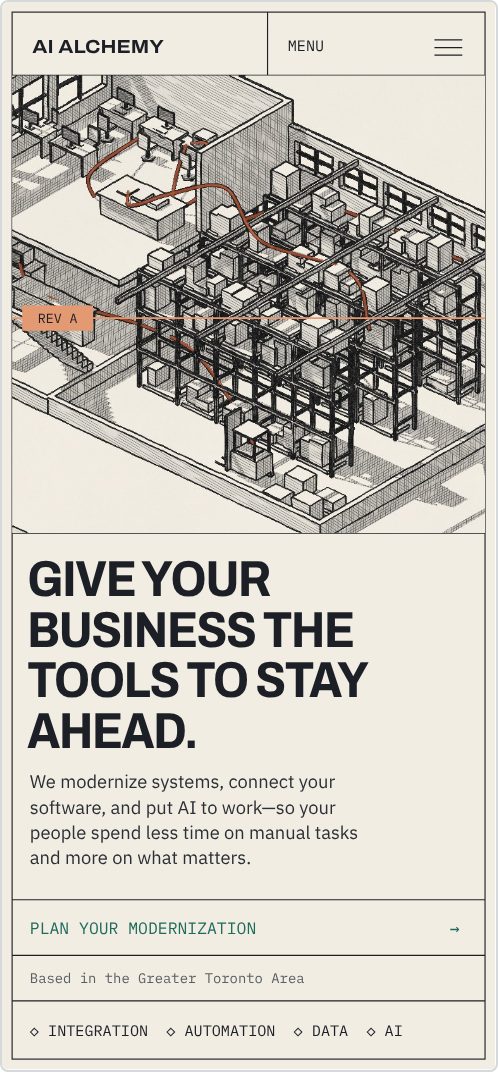 AI ALCHEMY
MENU
REV A
GIVE YOUR
BUSINESS THE
TOOLS TO STAY
AHEAD.
We modernize systems, connect your
software, and put AI to work—so your
people spend less time on manual tasks
and more on what matters.
PLAN YOUR MODERNIZATION →
Based in the Greater Toronto Area
◇ INTEGRATION ◇ AUTOMATION ◇ DATA ◇ AI